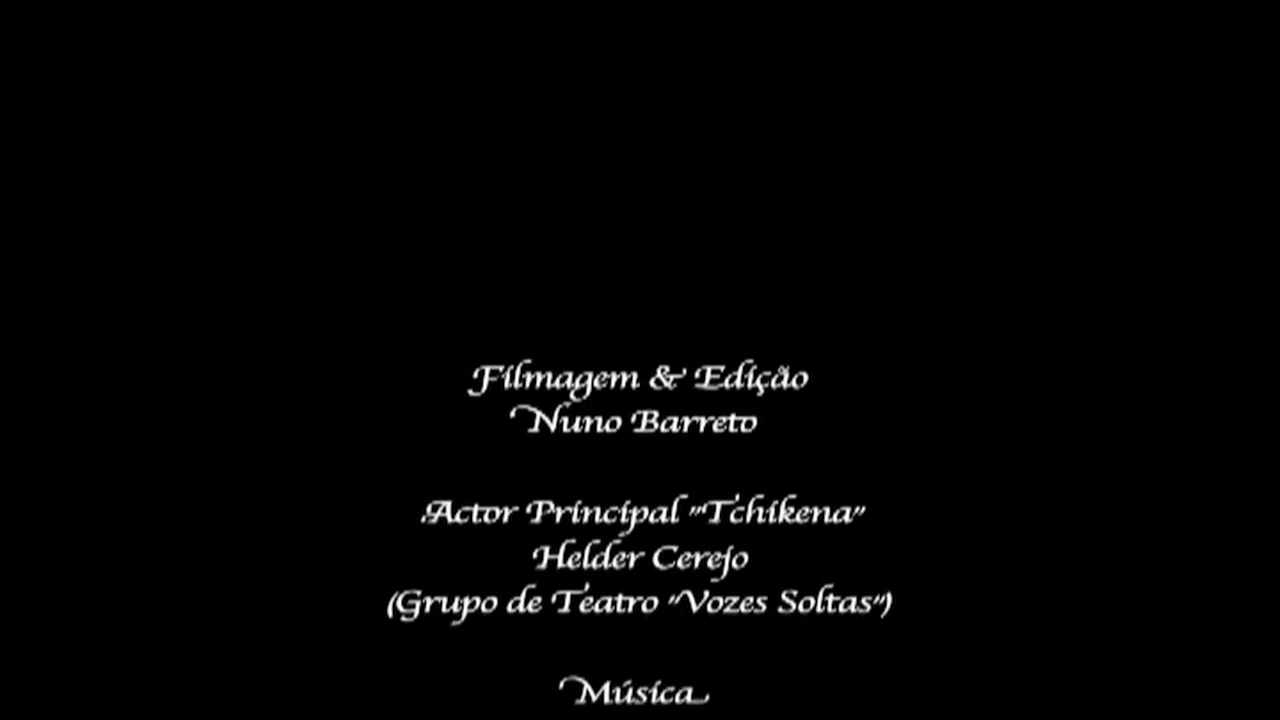 Filmagem & Edição
Nuno Barreto
Actor Principal "'Tchikena"
Helder Cerejo
(Grupo de Teatro "Vozes Soltas")
Música